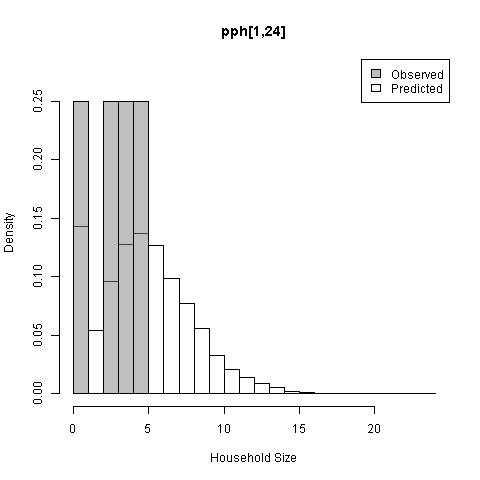 pph[1,24]
Observed
Predicted
Density
0.25
0.20
0.15
0.10
0.05
0.00
0 5 10 15 20
Household Size